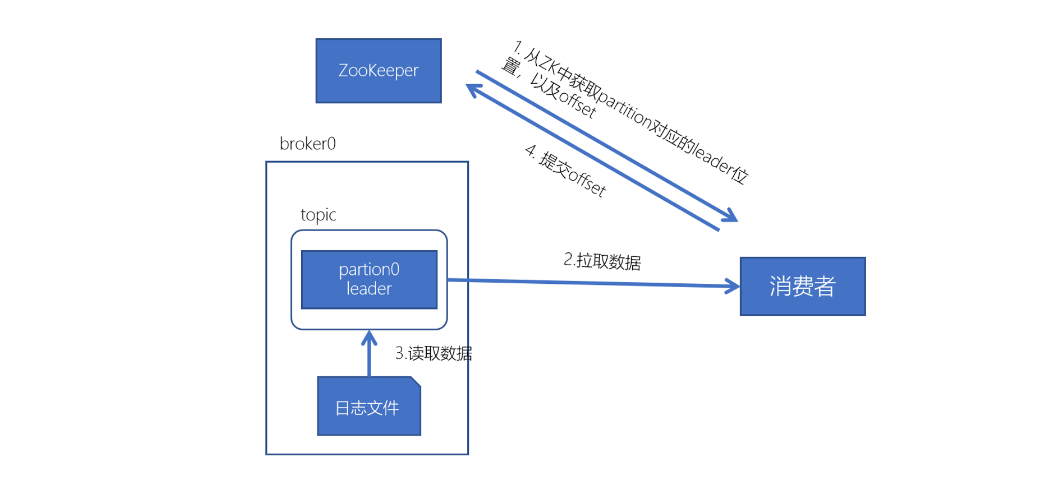 ZooKeeper
1. 从ZK中获取partition对应的leader位
置，以及offset
4. 提交offset
broker0
topic
partion0
leader
2.拉取数据
消费者
3.读取数据
日志文件